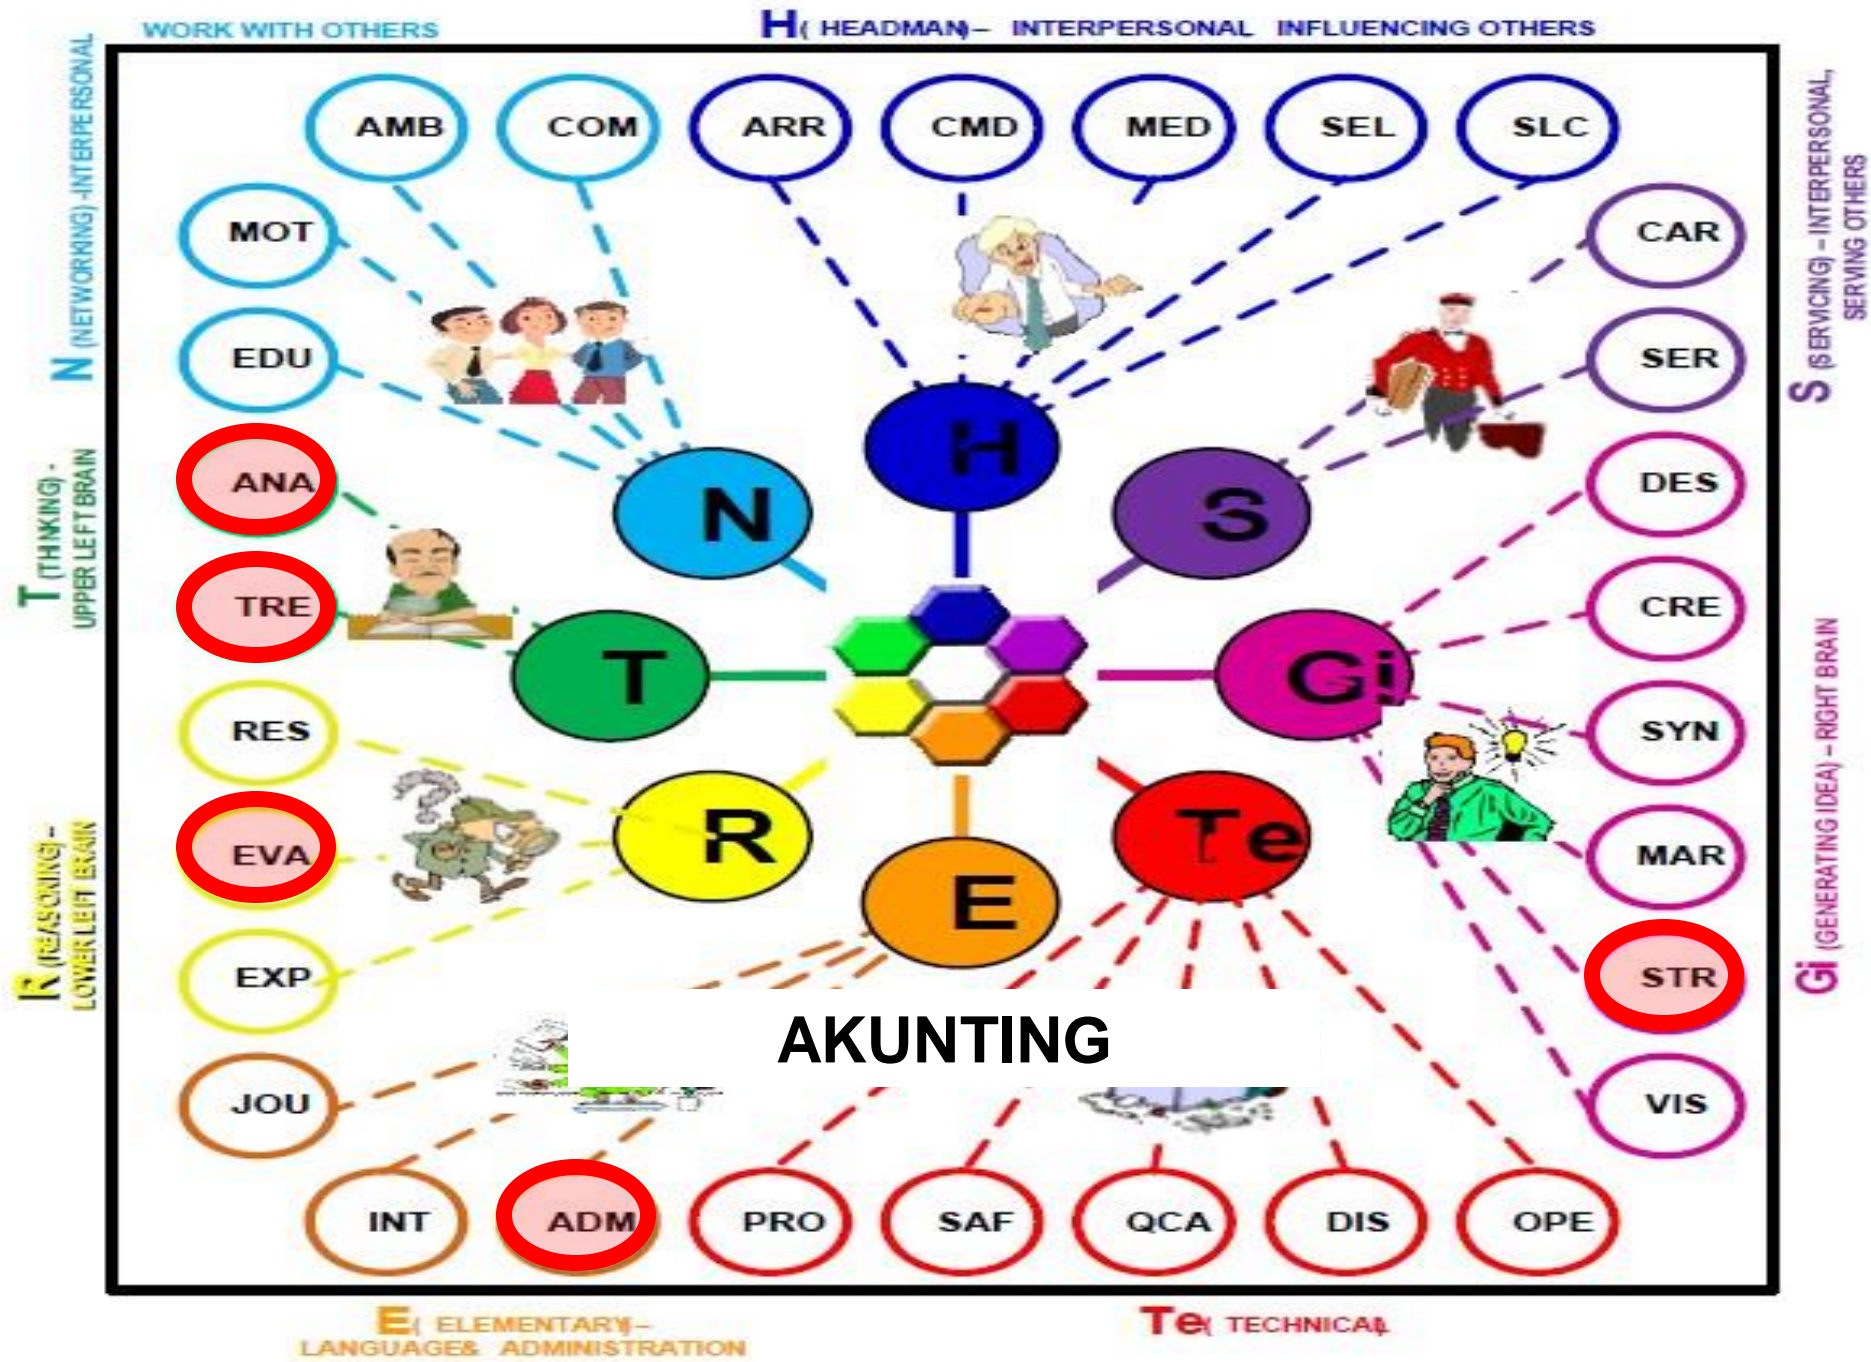 WORK WITH OTHERS
H( HEADMAN)– INTERPERSONAL INFLUENCING OTHERS
N (NETWORKING) -INTERPERSONAL
T (THINKING) -
UPPER LEFT BRAIN
R (REASONING) –
LOWER LEFT BRAIN
AMB
COM
ARR
CMD
MED
SEL
SLC
MOT
CAR
EDU
SER
ANA
DES
TRE
CRE
RES
SYN
EVA
MAR
EXP
STR
JOU
VIS
INT
ADM
PRO
SAF
QCA
DIS
OPE
H
N
S
T
Gi
R
Te
E
AKUNTING
S (SERVICING) – INTERPERSONAL,
SERVING OTHERS
Gi (GENERATING IDEA) – RIGHT BRAIN
E( ELEMENTARY)–
LANGUAGE& ADMINISTRATION
Te( TECHNICAL)